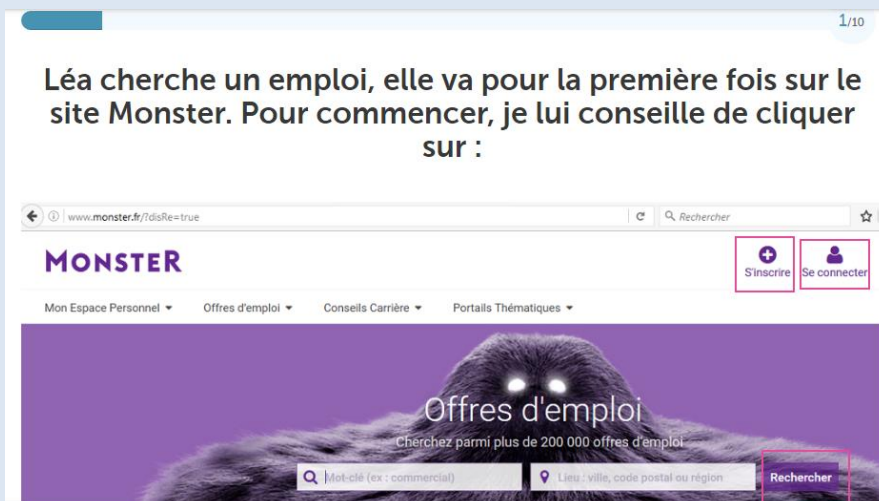 1/10
Léa cherche un emploi, elle va pour la première fois sur le
site Monster. Pour commencer, je lui conseille de cliquer
sur :
www.monster.fr/?disRe=true Rechercher
MONSTER S'inscrire Se connecter
Mon Espace Personnel Offres d'emploi Conseils Carrière Portails Thématiques
Offres d'emploi
Cherchez parmi plus de 200 000 offres d'emploi
Mot-clé (ex : commercial) Lieu : ville, code postal ou région Rechercher